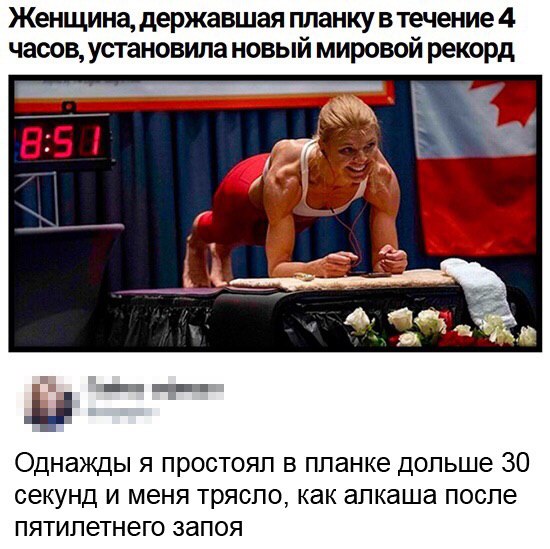 Женщина, державшая планку в течение 4
часов, установила новый мировой рекорд
8:51
Однажды я простоял в планке дольше 30
секунд и меня трясло, как алкаша после
пятилетнего запоя